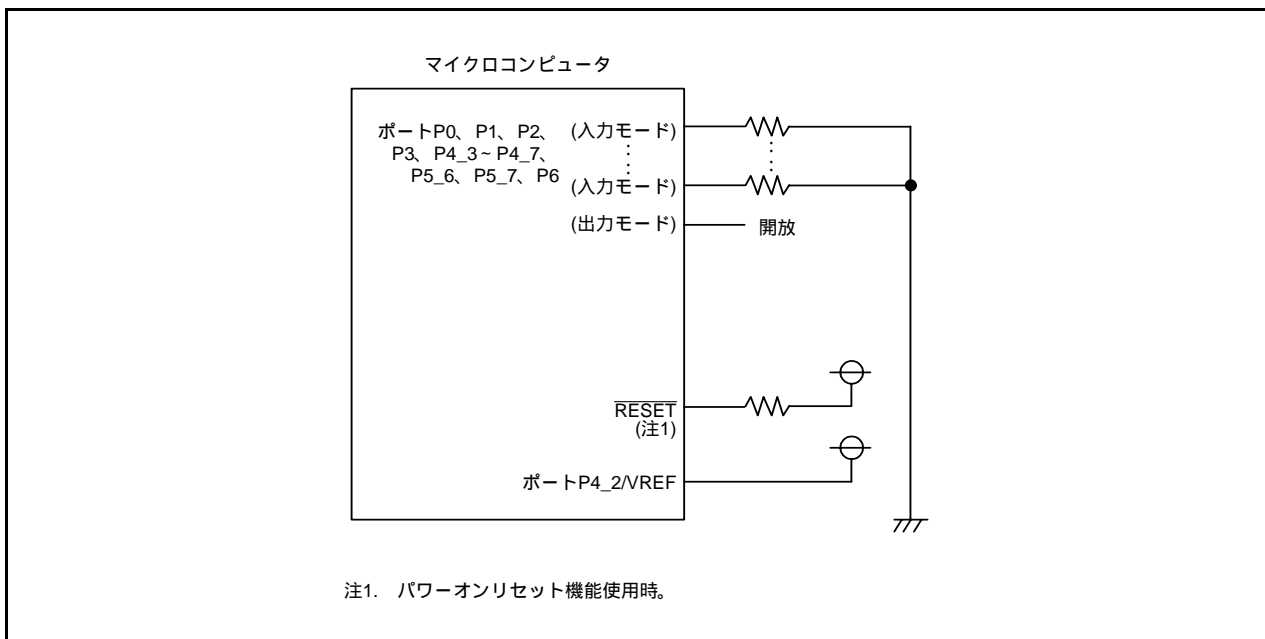 マイクロコンピュータ
ポートP0、P1、P2、 (入力モード)
P3、P4_3~P4_7、
P5_6、P5_7、P6 (入力モード)
(出力モード) 開放
RESET
(注1)
ポートP4_2/VREF
注1. パワーオンリセット機能使用時。